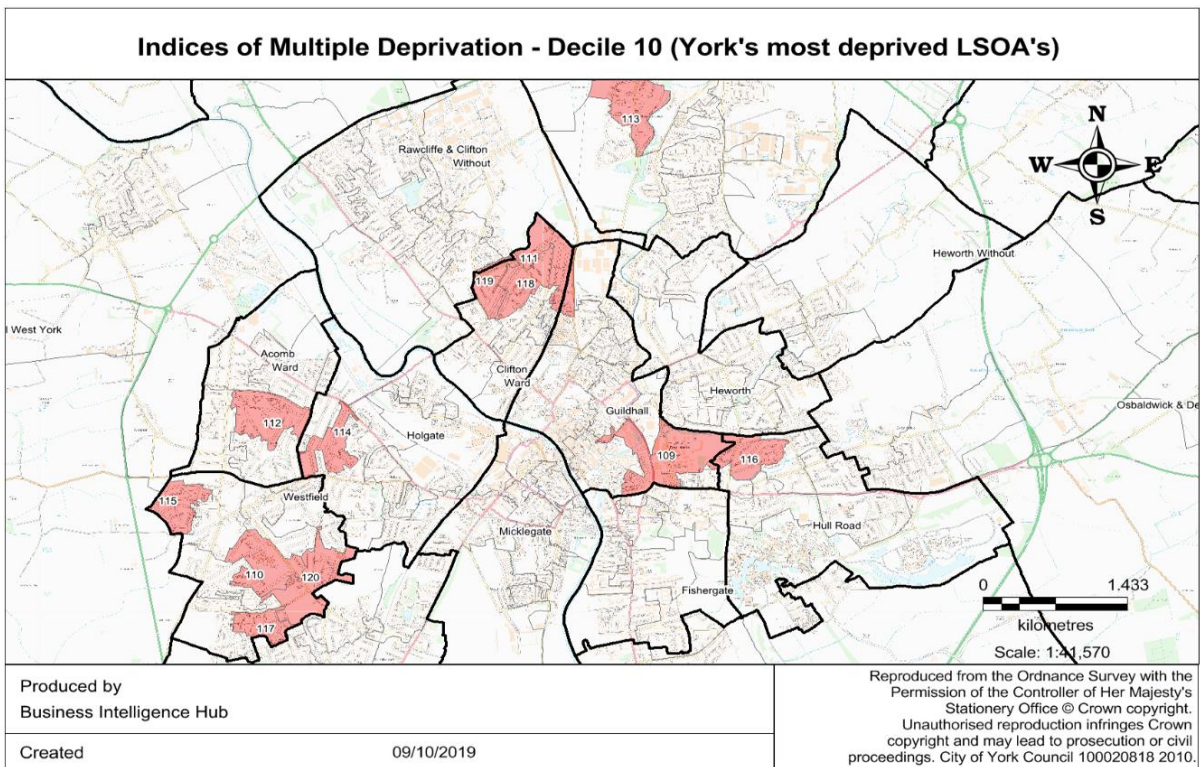 Indices of Multiple Deprivation - Decile 10 (York's most deprived LSOA's)
113
N
W E
S
Rawcliffe & Clifton
Without
Heworth Without
111
119
118
l West York
Acomb
Ward
Clifton
Ward
Heworth
Osbaldwick & De
Guildhall
112
114
Holgate
109
116
115
Westfield
Micklegate
Hull Road
110
120
Fishergate
0 1.433
117
kilometres
Scale: 1:41,570
Produced by
Business Intelligence Hub
Created 09/10/2019
Reproduced from the Ordnance Survey with the
Permission of the Controller of Her Majesty's
Stationery Office © Crown copyright.
Unauthorised reproduction infringes Crown
copyright and may lead to prosecution or civil
proceedings. City of York Council 100020818 2010.